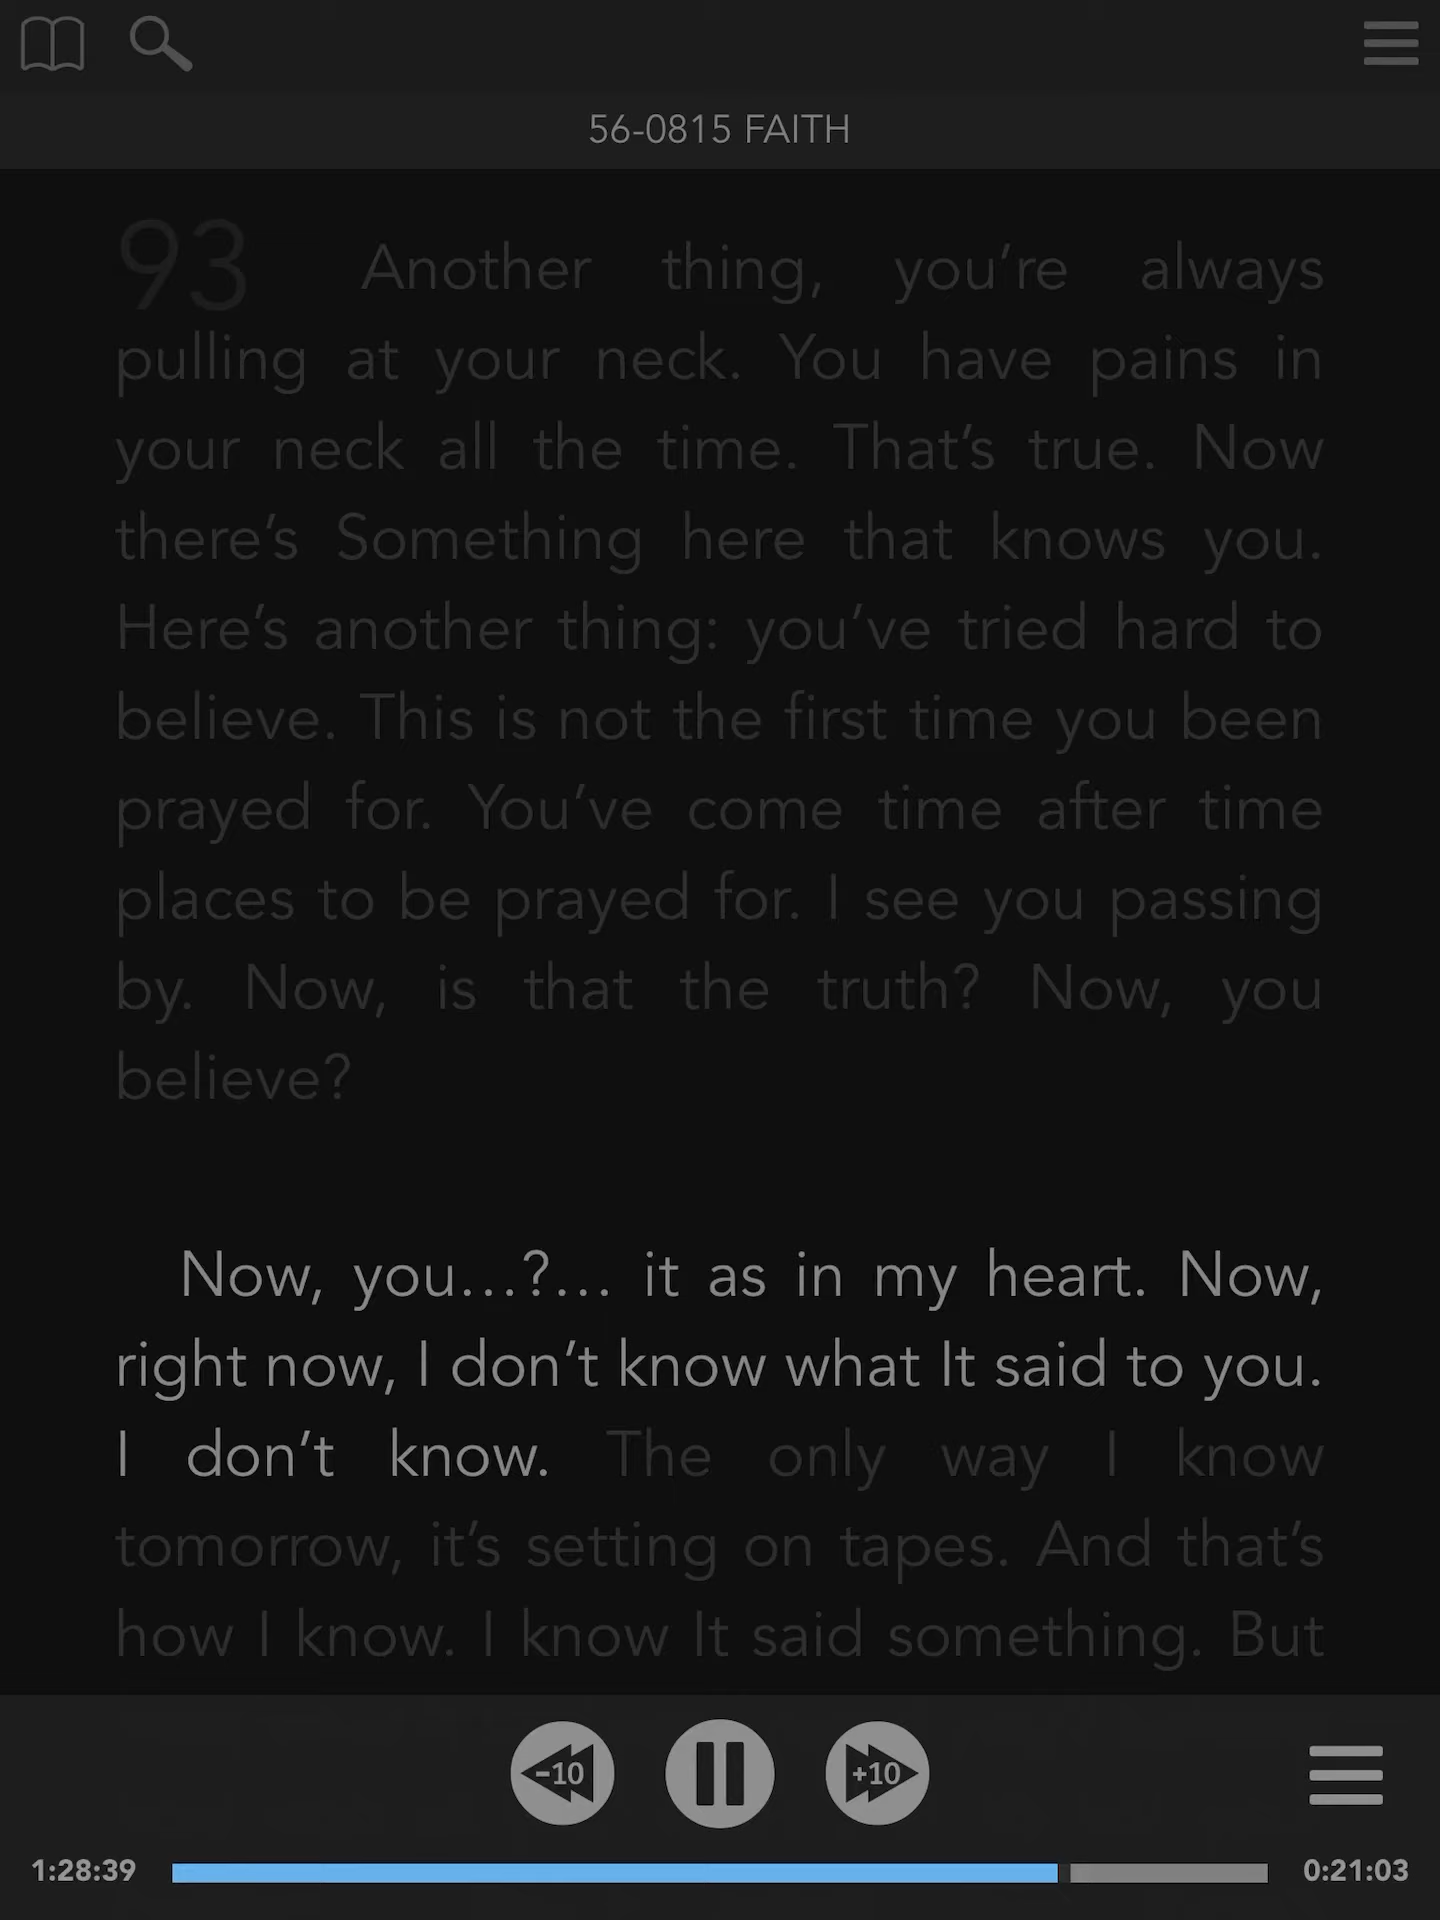 56-0815 FAITH
93 Another thing, you’re always
pulling at your neck. You have pains in
your neck all the time. That’s true. Now
there’s Something here that knows you.
Here’s another thing: you’ve tried hard to
believe. This is not the first time you been
prayed for. You’ve come time after time
places to be prayed for. I see you passing
by. Now, is that the truth? Now, you
believe?
Now, you...?... it as in my heart. Now,
right now, I don’t know what It said to you.
I don’t know. The only way I know
tomorrow, it’s setting on tapes. And that’s
how I know. I know It said something. But
-10
+10
1:28:39
0:21:03